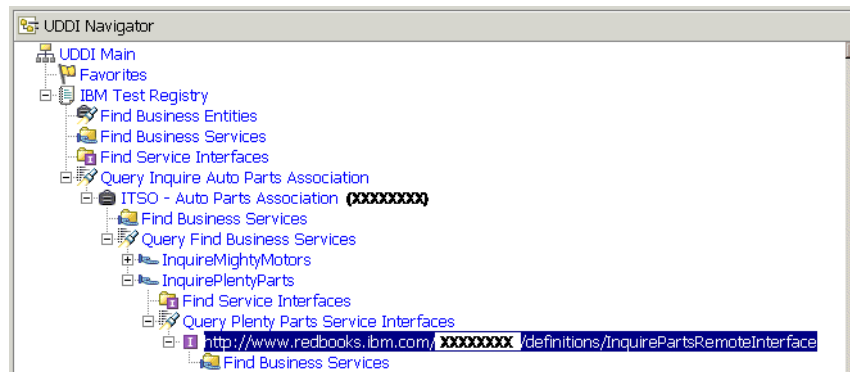 UDDI Navigator
UDDI Main
Favorites
IBM Test Registry
Find Business Entities
Find Business Services
Find Service Interfaces
Query Inquire Auto Parts Association
ITSO - Auto Parts Association (XXXXXXXX)
Find Business Services
Query Find Business Services
InquireMightyMotors
InquirePlentyParts
Find Service Interfaces
Query Plenty Parts Service Interfaces
http://www.redbooks.ibm.com/ XXXXXXXX /definitions/InquirePartsRemoteInterface
Find Business Services